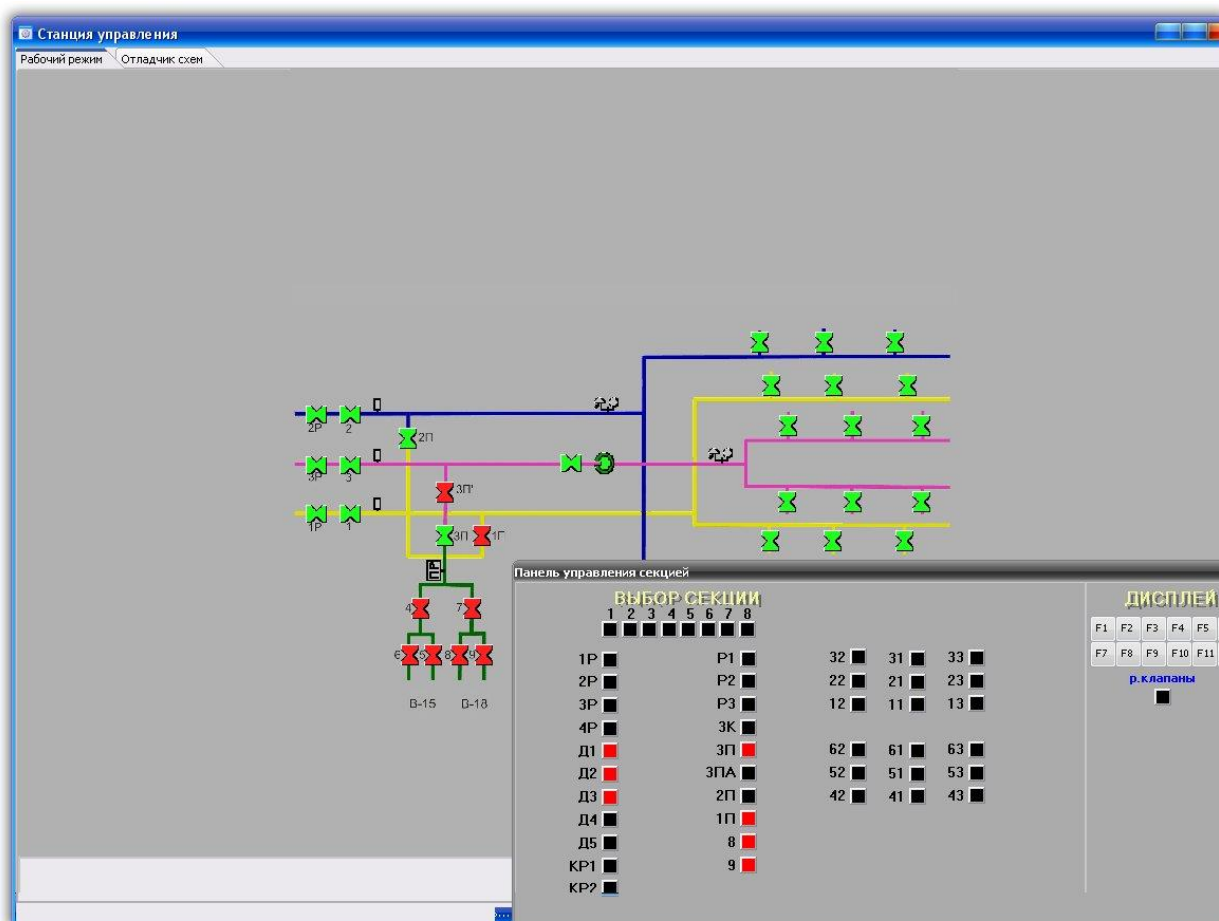 Станция управления
Рабочий режим Отладчик схем
2Р 2
2П
3Р 3
3П'
1Р 1
3П 1Г
ПР
4 7
6 5 8 9
В-15 В-18
Панель управления секцией
ВЫБОР СЕКЦИИ
1 2 3 4 5 6 7 8
ДИСПЛЕЙ
F1 F2 F3 F4 F5
F7 F8 F9 F10 F11
р.клапаны
1Р Р1 32 31 33
2Р Р2 22 21 23
3Р Р3 12 11 13
4Р 3К
Д1 3П 62 61 63
Д2 3ПА 52 51 53
Д3 2П 42 41 43
Д4 1П
Д5 8
КР1 9
КР2